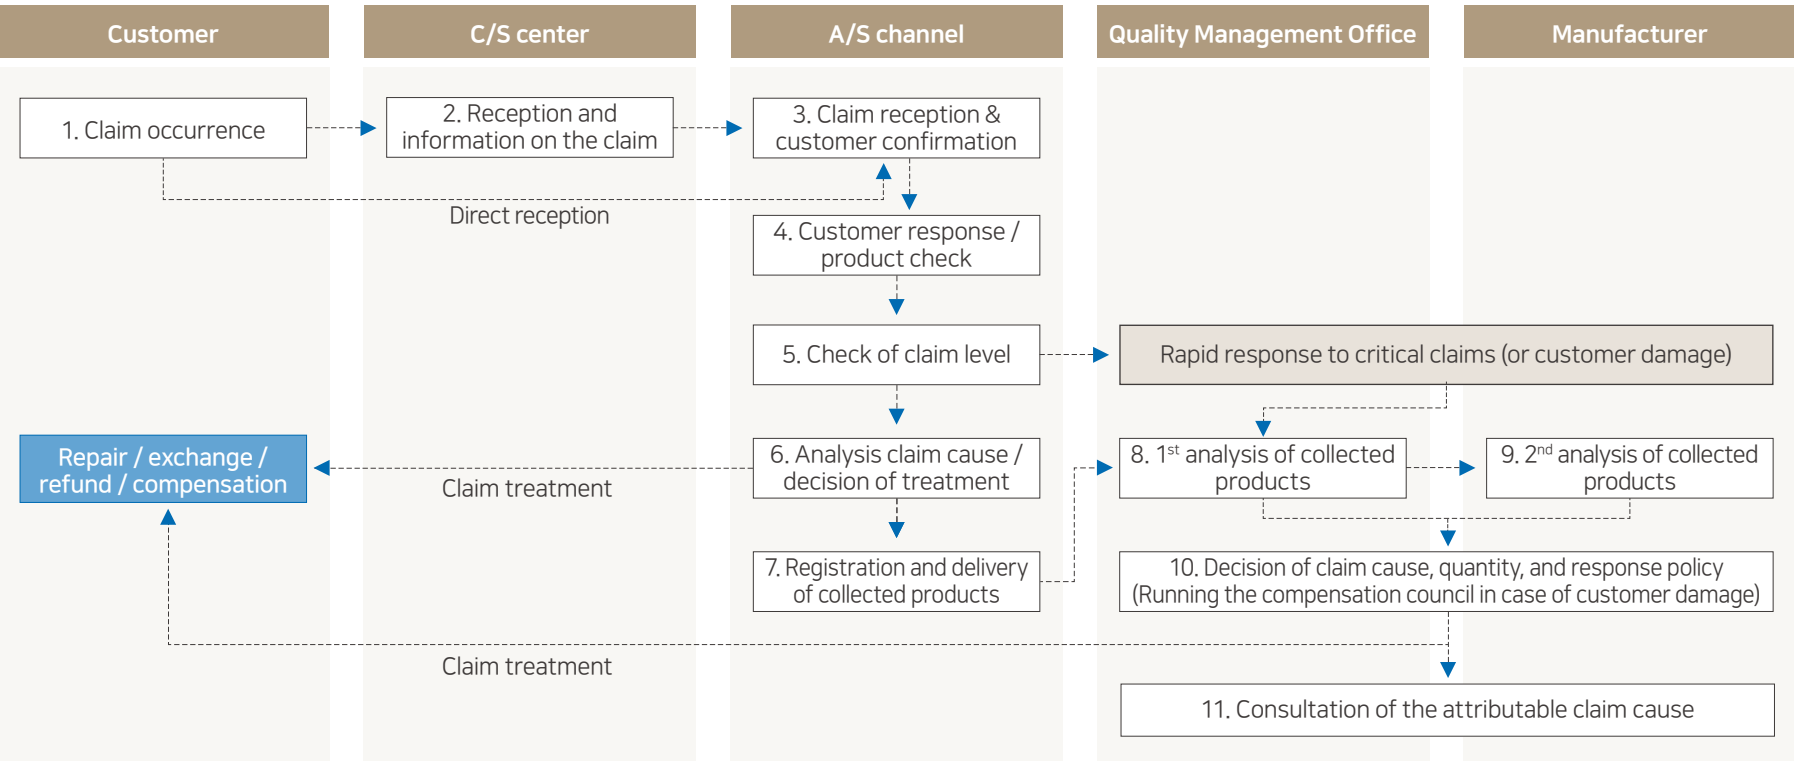 Customer
C/S center
A/S channel
Quality Management Office
Manufacturer
1. Claim occurrence
2. Reception and
information on the claim
3. Claim reception &
customer confirmation
Direct reception
4. Customer response /
product check
5. Check of claim level
Rapid response to critical claims (or customer damage)
Repair / exchange /
refund / compensation
Claim treatment
6. Analysis claim cause /
decision of treatment
8. 1st analysis of collected
products
9. 2nd analysis of collected
products
7. Registration and delivery
of collected products
10. Decision of claim cause, quantity, and response policy
(Running the compensation council in case of customer damage)
Claim treatment
11. Consultation of the attributable claim cause